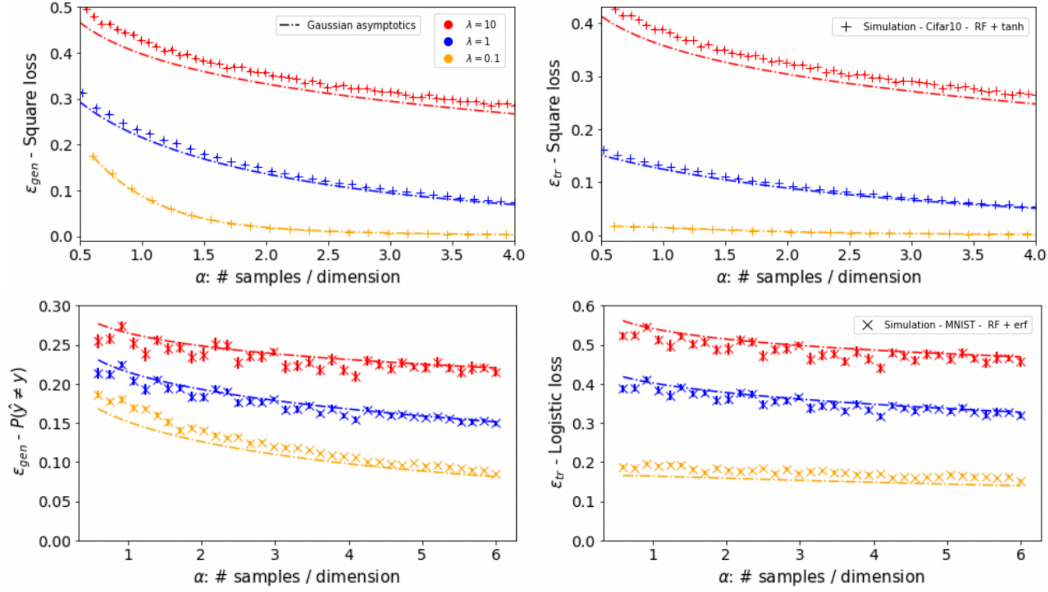 0.5
0.4
0.3
0.2
0.1
0.0
0.5 1.0 1.5 2.0 2.5 3.0 3.5 4.0
ε_gen - Square loss
α: # samples / dimension
Gaussian asymptotics
λ = 10
λ = 1
λ = 0.1
0.4
0.3
0.2
0.1
0.0
0.5 1.0 1.5 2.0 2.5 3.0 3.5 4.0
ε_tr - Square loss
α: # samples / dimension
Simulation - Cifar10 - RF + tanh
0.30
0.25
0.20
0.15
0.10
0.05
0.00
1 2 3 4 5 6
ε_gen - P(ŷ ≠ y)
α: # samples / dimension
0.6
0.5
0.4
0.3
0.2
0.1
0.0
1 2 3 4 5 6
ε_tr - Logistic loss
α: # samples / dimension
Simulation - MNIST - RF + erf